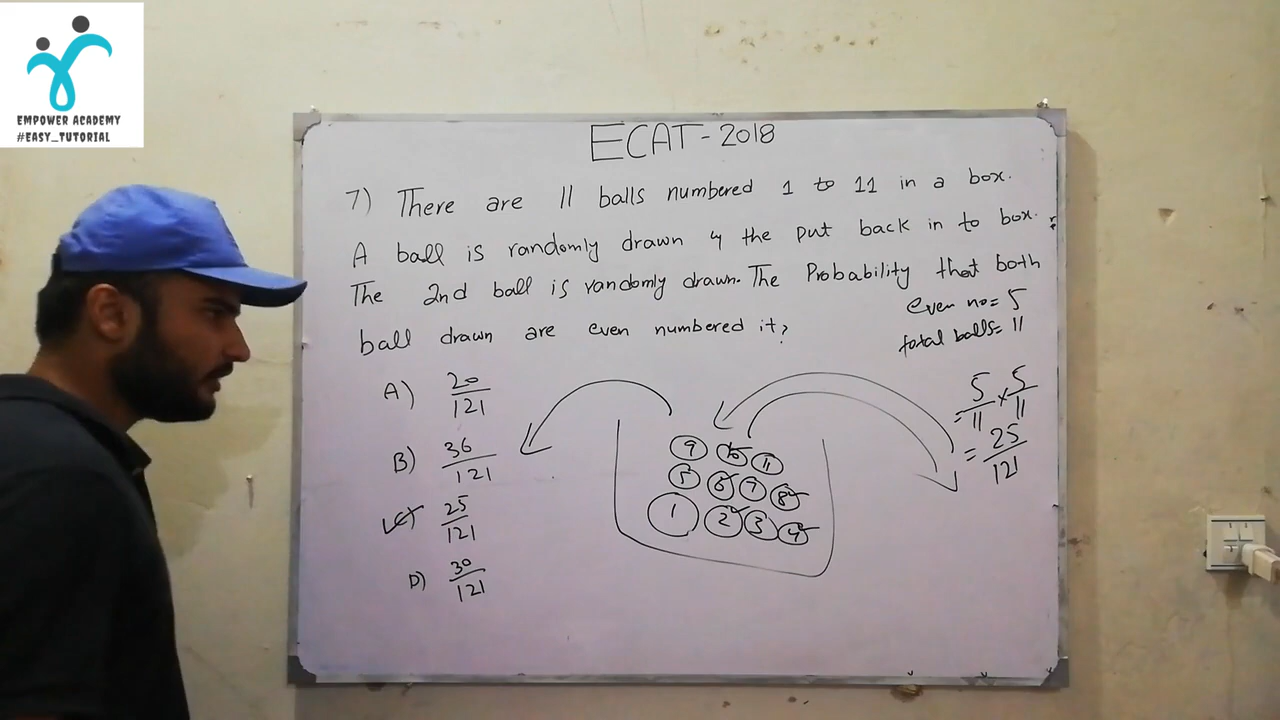 EMPOWER ACADEMY
#EASY_TUTORIAL
ECAT-2018
7) There are 11 balls numbered 1 to 11 in a box.
A ball is randomly drawn & the put back in to box.
The 2nd ball is randomly drawn. The Probability that both
ball drawn are even numbered it?
even no= 5
total balls= 11
A) 20/121
B) 36/121
C) 25/121
D) 30/121
9 10 11
5 6 7 8
1 2 3 4
= 5/11 × 5/11
= 25/121